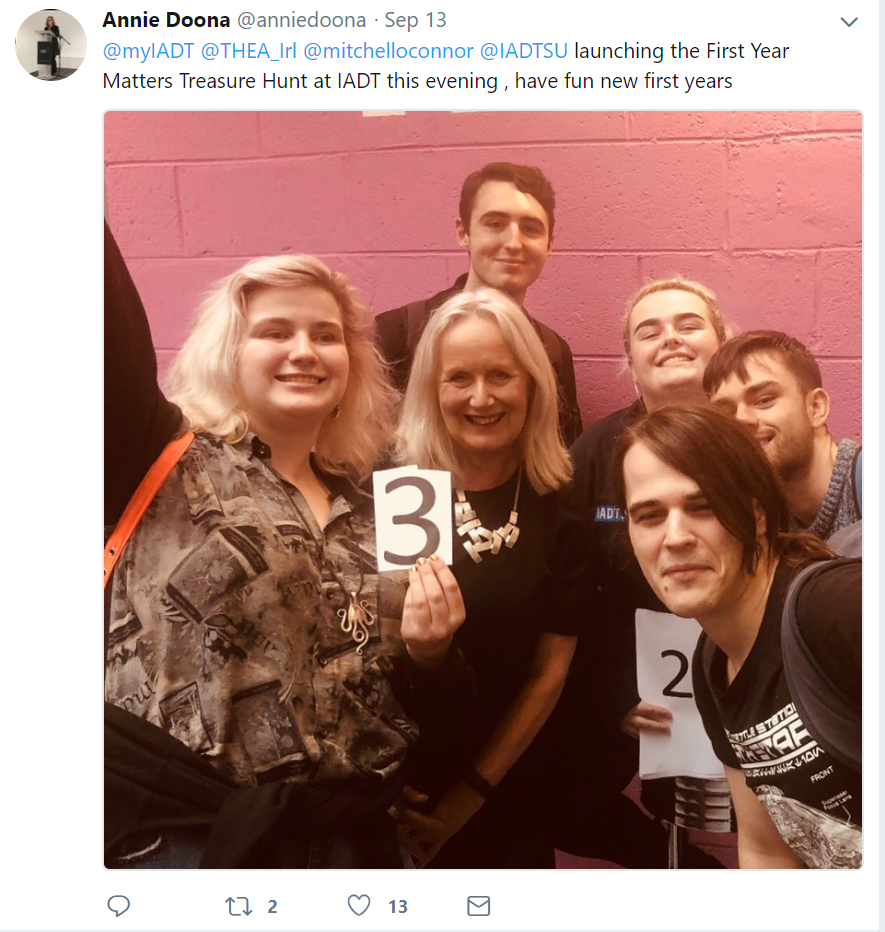 Annie Doona @anniedoona · Sep 13
@myIADT @THEA_Irl @mitchelloconnor @IADTSU launching the First Year
Matters Treasure Hunt at IADT this evening , have fun new first years
3
IADT
2
FRONT
2 13